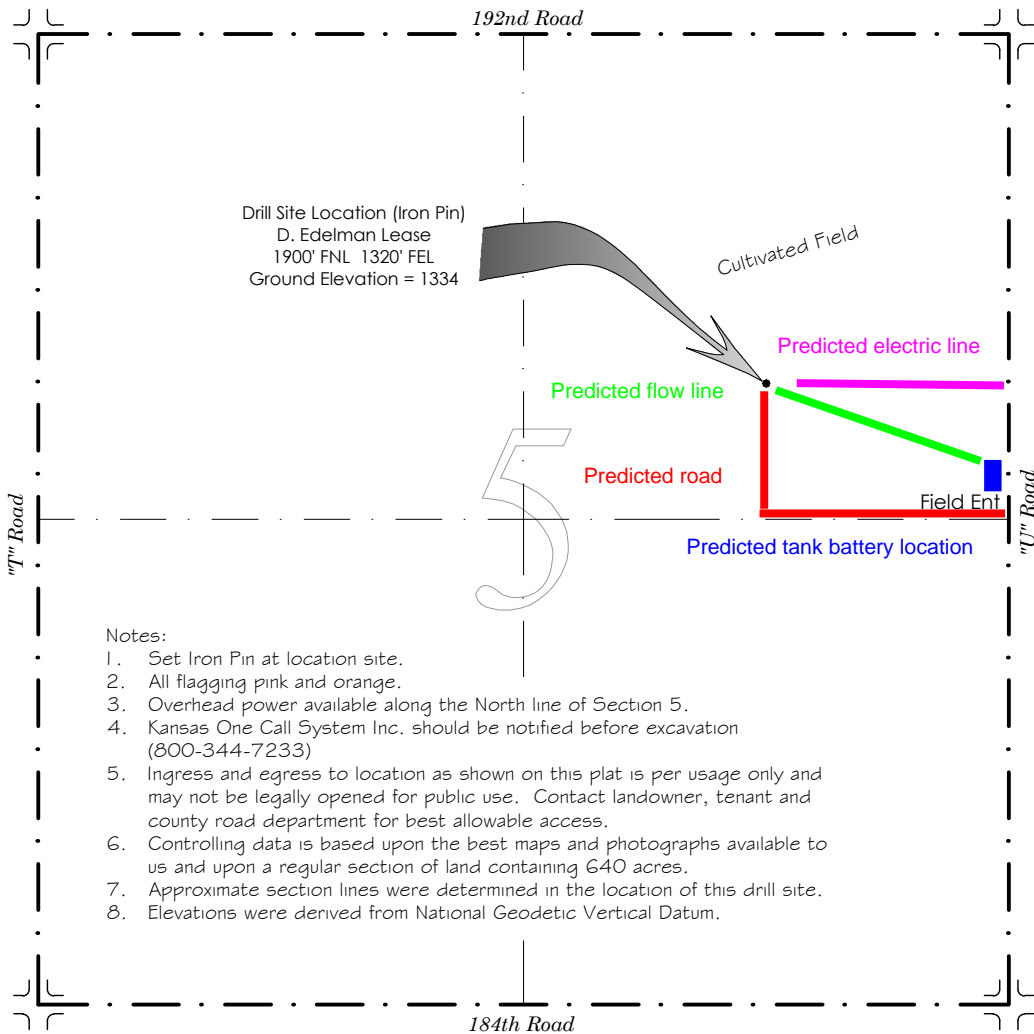 192nd Road
Drill Site Location (Iron Pin)
D. Edelman Lease
1900' FNL 1320' FEL
Ground Elevation = 1334
Cultivated Field
Predicted electric line
Predicted flow line
Predicted road
Field Ent
Predicted tank battery location
"T" Road
"U" Road
5
Notes:
1. Set Iron Pin at location site.
2. All flagging pink and orange.
3. Overhead power available along the North line of Section 5.
4. Kansas One Call System Inc. should be notified before excavation
(800-344-7233)
5. Ingress and egress to location as shown on this plat is per usage only and
may not be legally opened for public use. Contact landowner, tenant and
county road department for best allowable access.
6. Controlling data is based upon the best maps and photographs available to
us and upon a regular section of land containing 640 acres.
7. Approximate section lines were determined in the location of this drill site.
8. Elevations were derived from National Geodetic Vertical Datum.
184th Road